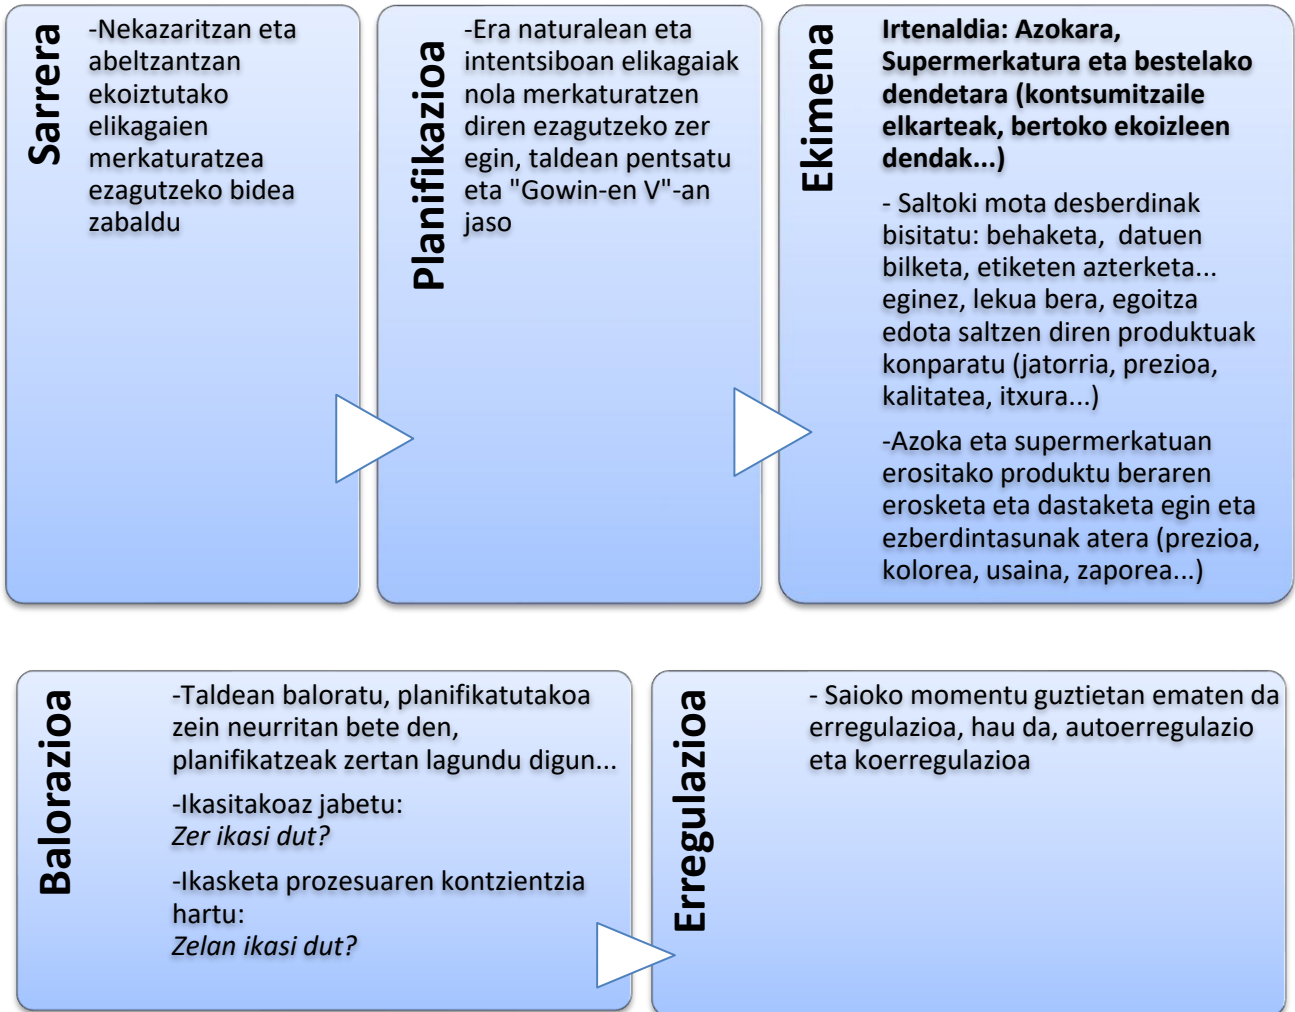 Sarrera
-Nekazaritzan eta
abeltzantzan
ekoiztutako
elikagaien
merkaturatzea
ezagutzeko bidea
zabaldu
Planifikazioa
-Era naturalean eta
intentsiboan elikagaiak
nola merkaturatzen
diren ezagutzeko zer
egin, taldean pentsatu
eta "Gowin-en V"-an
jaso
Ekimena
Irtenaldia: Azokara,
Supermerkatura eta bestelako
dendetara (kontsumitzaile
elkarteak, bertoko ekoizleen
dendak...)
- Saltoki mota desberdinak
bisitatu: behaketa,  datuen
bilketa, etiketen azterketa...
eginez, lekua bera, egoitza
edota saltzen diren produktuak
konparatu (jatorria, prezioa,
kalitatea, itxura...)
-Azoka eta supermerkatuan
erositako produktu beraren
erosketa eta dastaketa egin eta
ezberdintasunak atera (prezioa,
kolorea, usaina, zaporea...)
Balorazioa
-Taldean baloratu, planifikatutakoa
zein neurritan bete den,
planifikatzeak zertan lagundu digun...
-Ikasitakoaz jabetu:
Zer ikasi dut?
-Ikasketa prozesuaren kontzientzia
hartu:
Zelan ikasi dut?
Erregulazioa
- Saioko momentu guztietan ematen da
erregulazioa, hau da, autoerregulazio
eta koerregulazioa